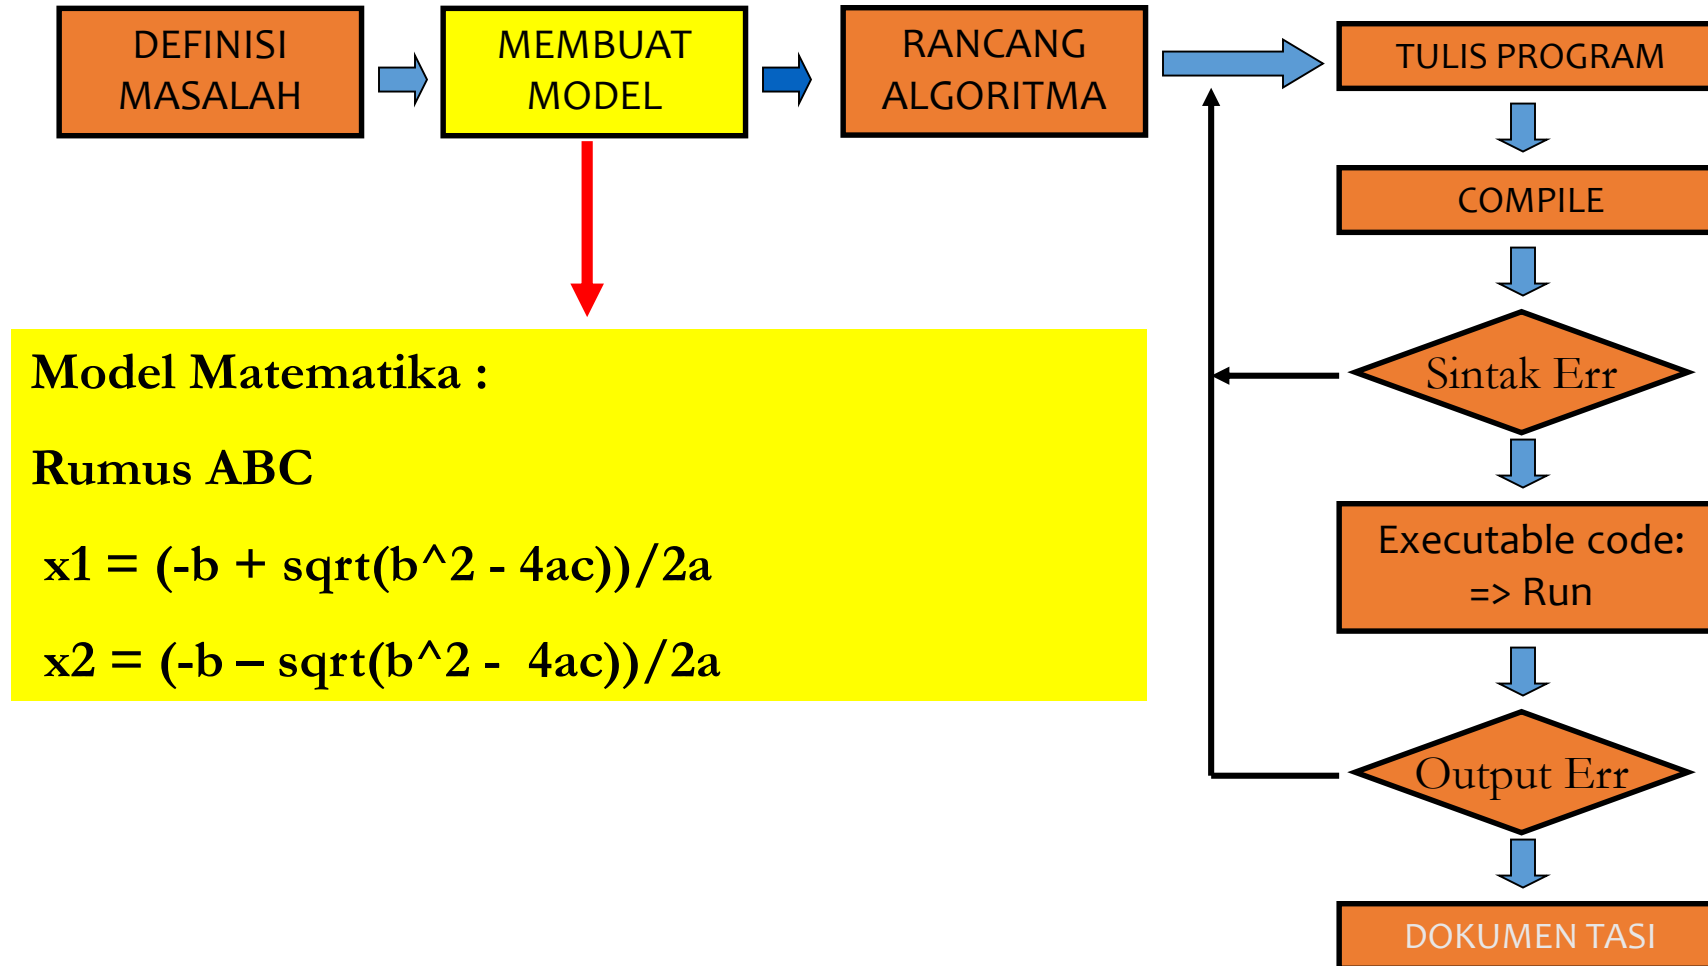 DEFINISI
MASALAH
MEMBUAT
MODEL
RANCANG
ALGORITMA
TULIS PROGRAM
COMPILE
Sintak Err
Executable code:
=> Run
Output Err
DOKUMEN TASI
Model Matematika :
Rumus ABC
x1 = (-b + sqrt(b^2 - 4ac))/2a
x2 = (-b – sqrt(b^2 - 4ac))/2a